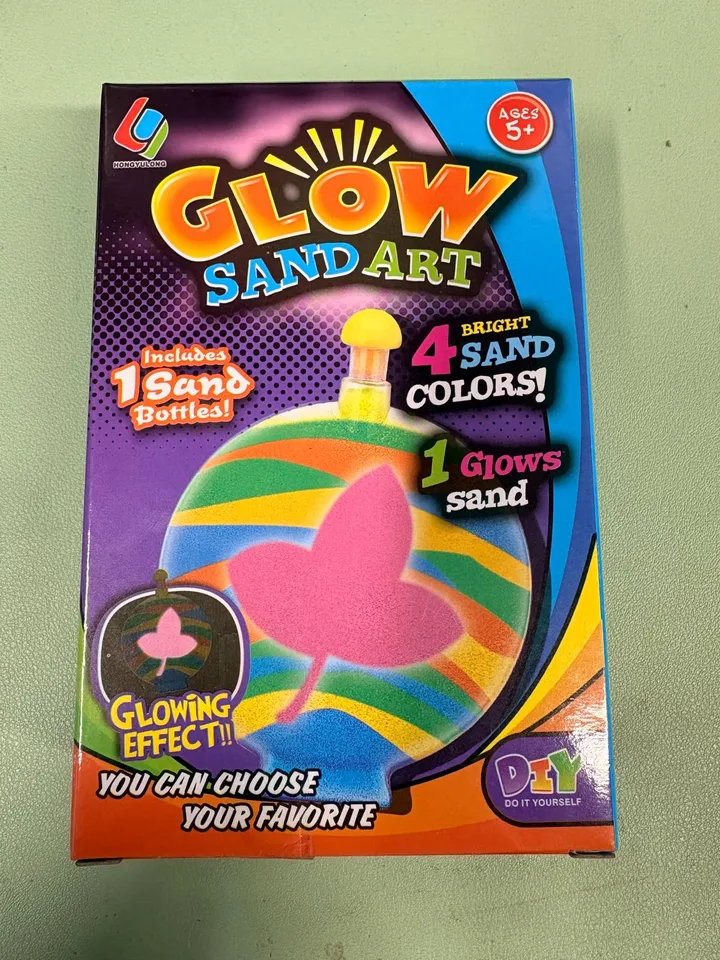 HONGYULONG
AGES
5+
GLOW
SAND ART
Includes
1 Sand
Bottles!
4 BRIGHT
SAND
COLORS!
1 Glows
sand
GLOWING
EFFECT!!
YOU CAN CHOOSE
YOUR FAVORITE
DIY
DO IT YOURSELF